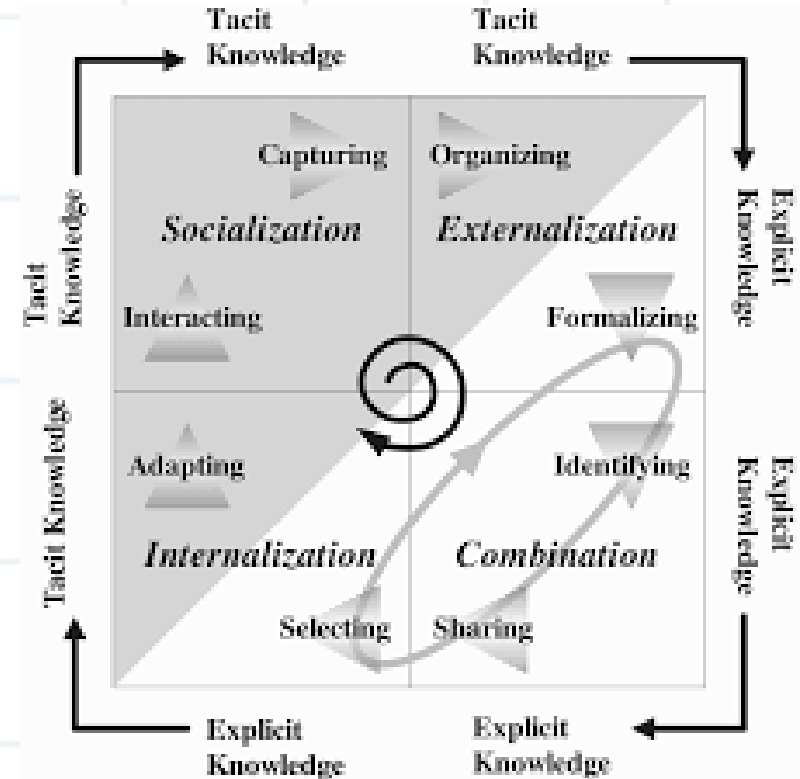 Tacit
Knowledge
Tacit
Knowledge
Capturing
Organizing
Socialization
Externalization
Tacit
Knowledge
Explicit
Knowledge
Interacting
Formalizing
Adapting
Identifying
Tacit Knowledge
Explicit
Knowledge
Internalization
Combination
Selecting
Sharing
Explicit
Knowledge
Explicit
Knowledge